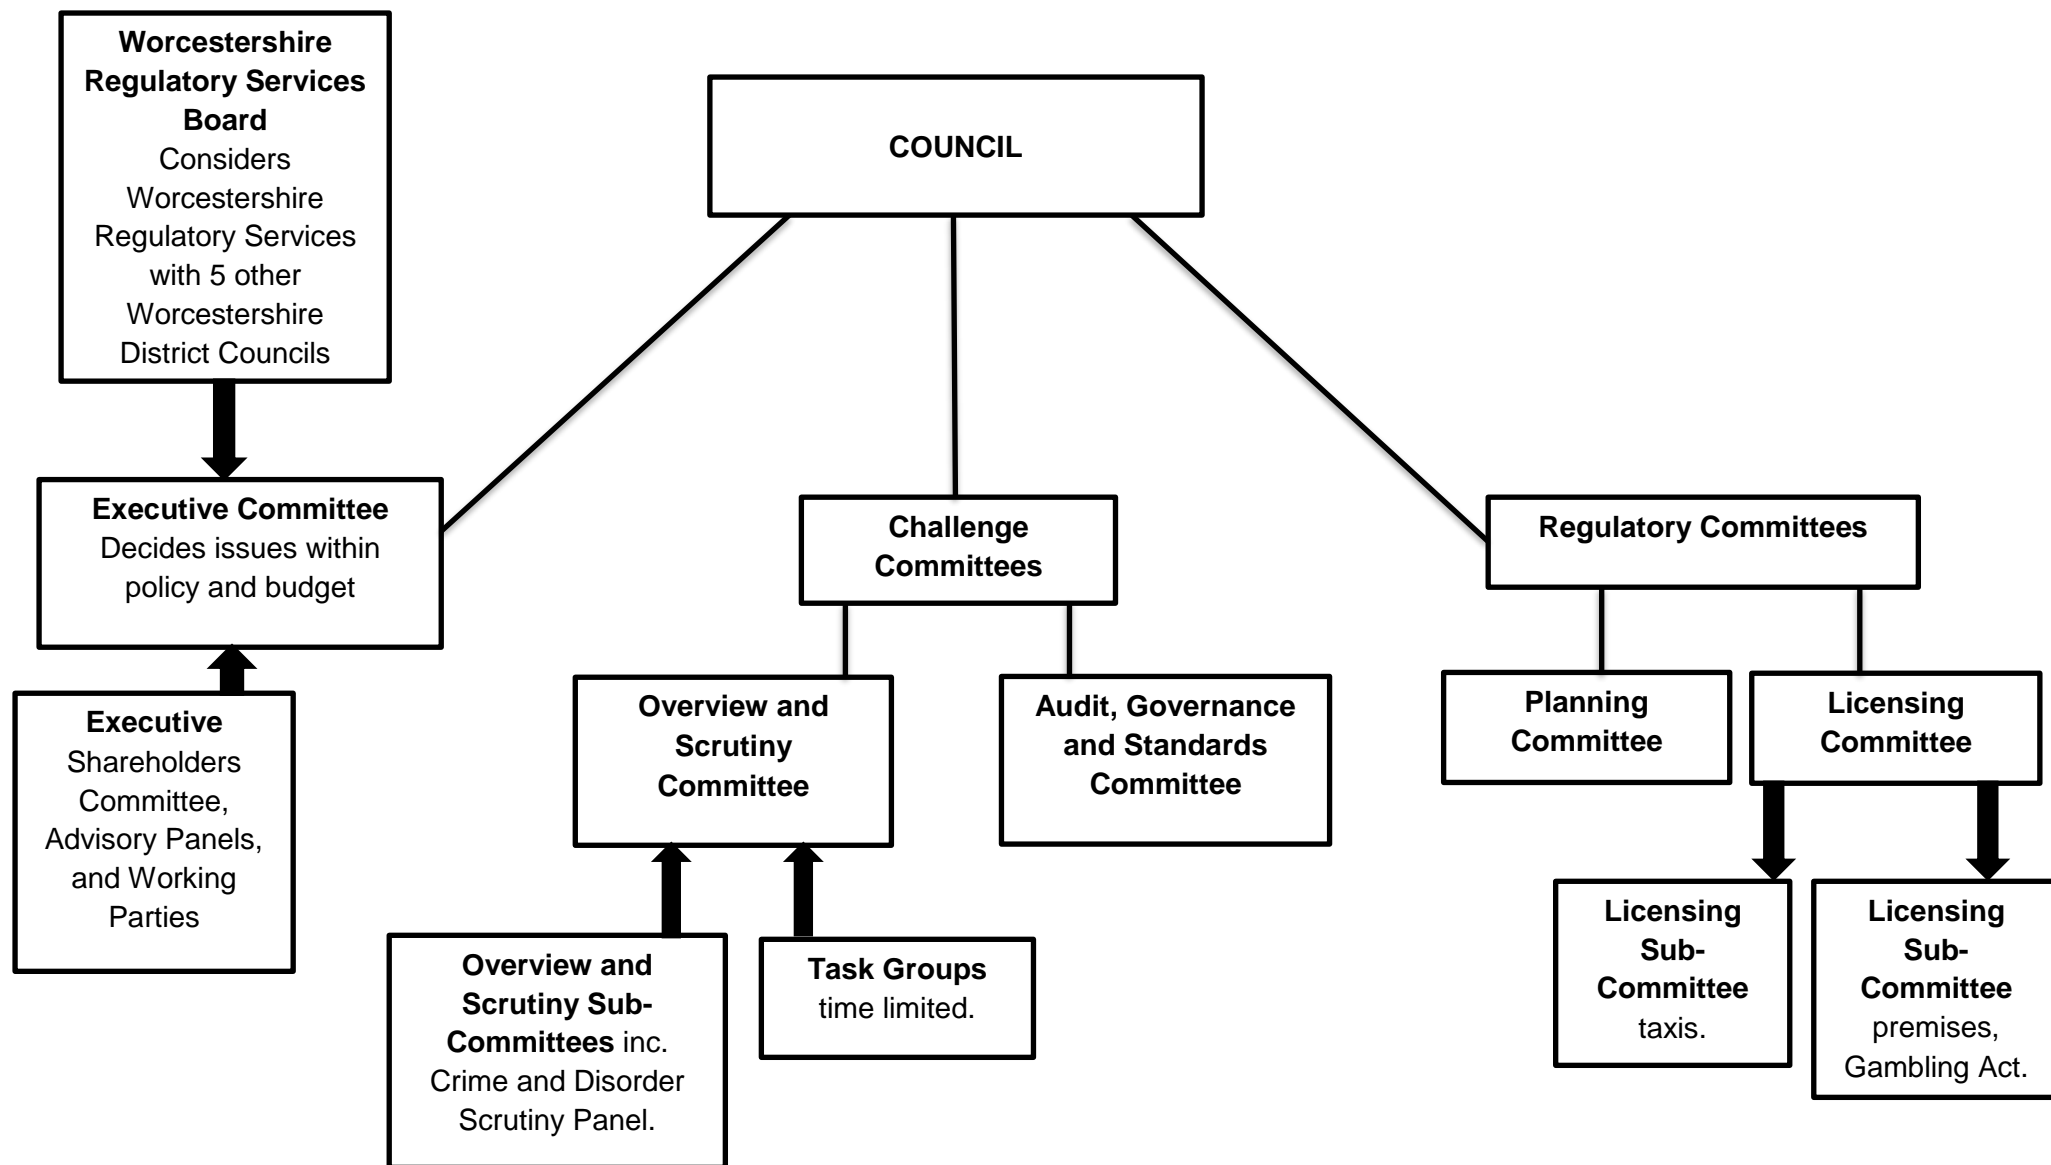 Worcestershire
Regulatory Services
Board
Considers
Worcestershire
Regulatory Services
with 5 other
Worcestershire
District Councils
COUNCIL
Executive Committee
Decides issues within
policy and budget
Challenge
Committees
Regulatory Committees
Executive
Shareholders
Committee,
Advisory Panels,
and Working
Parties
Overview and
Scrutiny
Committee
Audit, Governance
and Standards
Committee
Planning
Committee
Licensing
Committee
Overview and
Scrutiny Sub-
Committees inc.
Crime and Disorder
Scrutiny Panel.
Task Groups
time limited.
Licensing
Sub-
Committee
taxis.
Licensing
Sub-
Committee
premises,
Gambling Act.